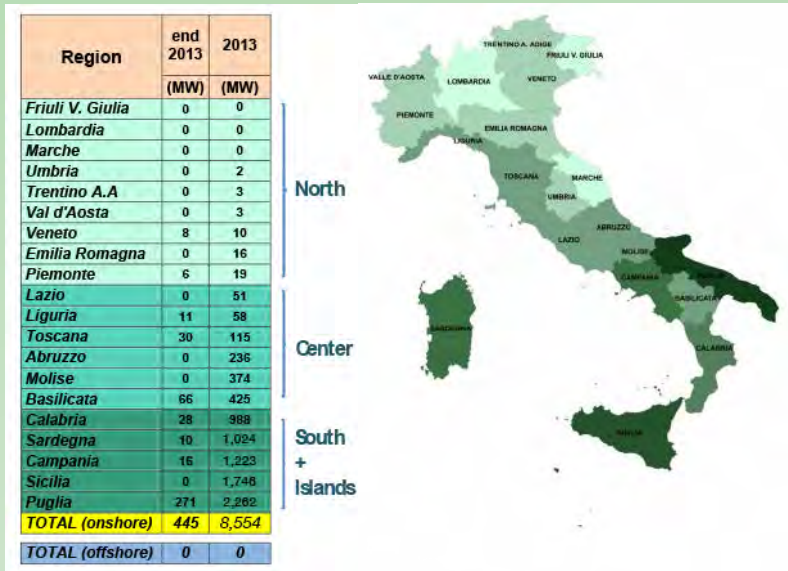 Region end 2013 2013
(MW) (MW)
Friuli V. Giulia 0 0
Lombardia 0 0
Marche 0 0
Umbria 0 2
Trentino A.A 0 3
Val d'Aosta 0 3
Veneto 8 10
Emilia Romagna 0 16
Piemonte 6 19
Lazio 0 51
Liguria 11 58
Toscana 30 115
Abruzzo 0 236
Molise 0 374
Basilicata 66 425
Calabria 28 988
Sardegna 10 1,024
Campania 16 1,223
Sicilia 0 1,746
Puglia 271 2,262
TOTAL (onshore) 445 8,554
TOTAL (offshore) 0 0
North
Center
South
+
Islands
TRENTINO A. ADIGE
FRIULI V. GIULIA
VALLE D'AOSTA
LOMBARDIA
VENETO
PIEMONTE
EMILIA ROMAGNA
LIGURIA
TOSCANA
MARCHE
UMBRIA
ABRUZZO
LAZIO
MOLISE
CAMPANIA
BASILICATA
SARDEGNA
CALABRIA
SICILIA